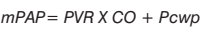 mPAP= PVR X CO + Pcwp